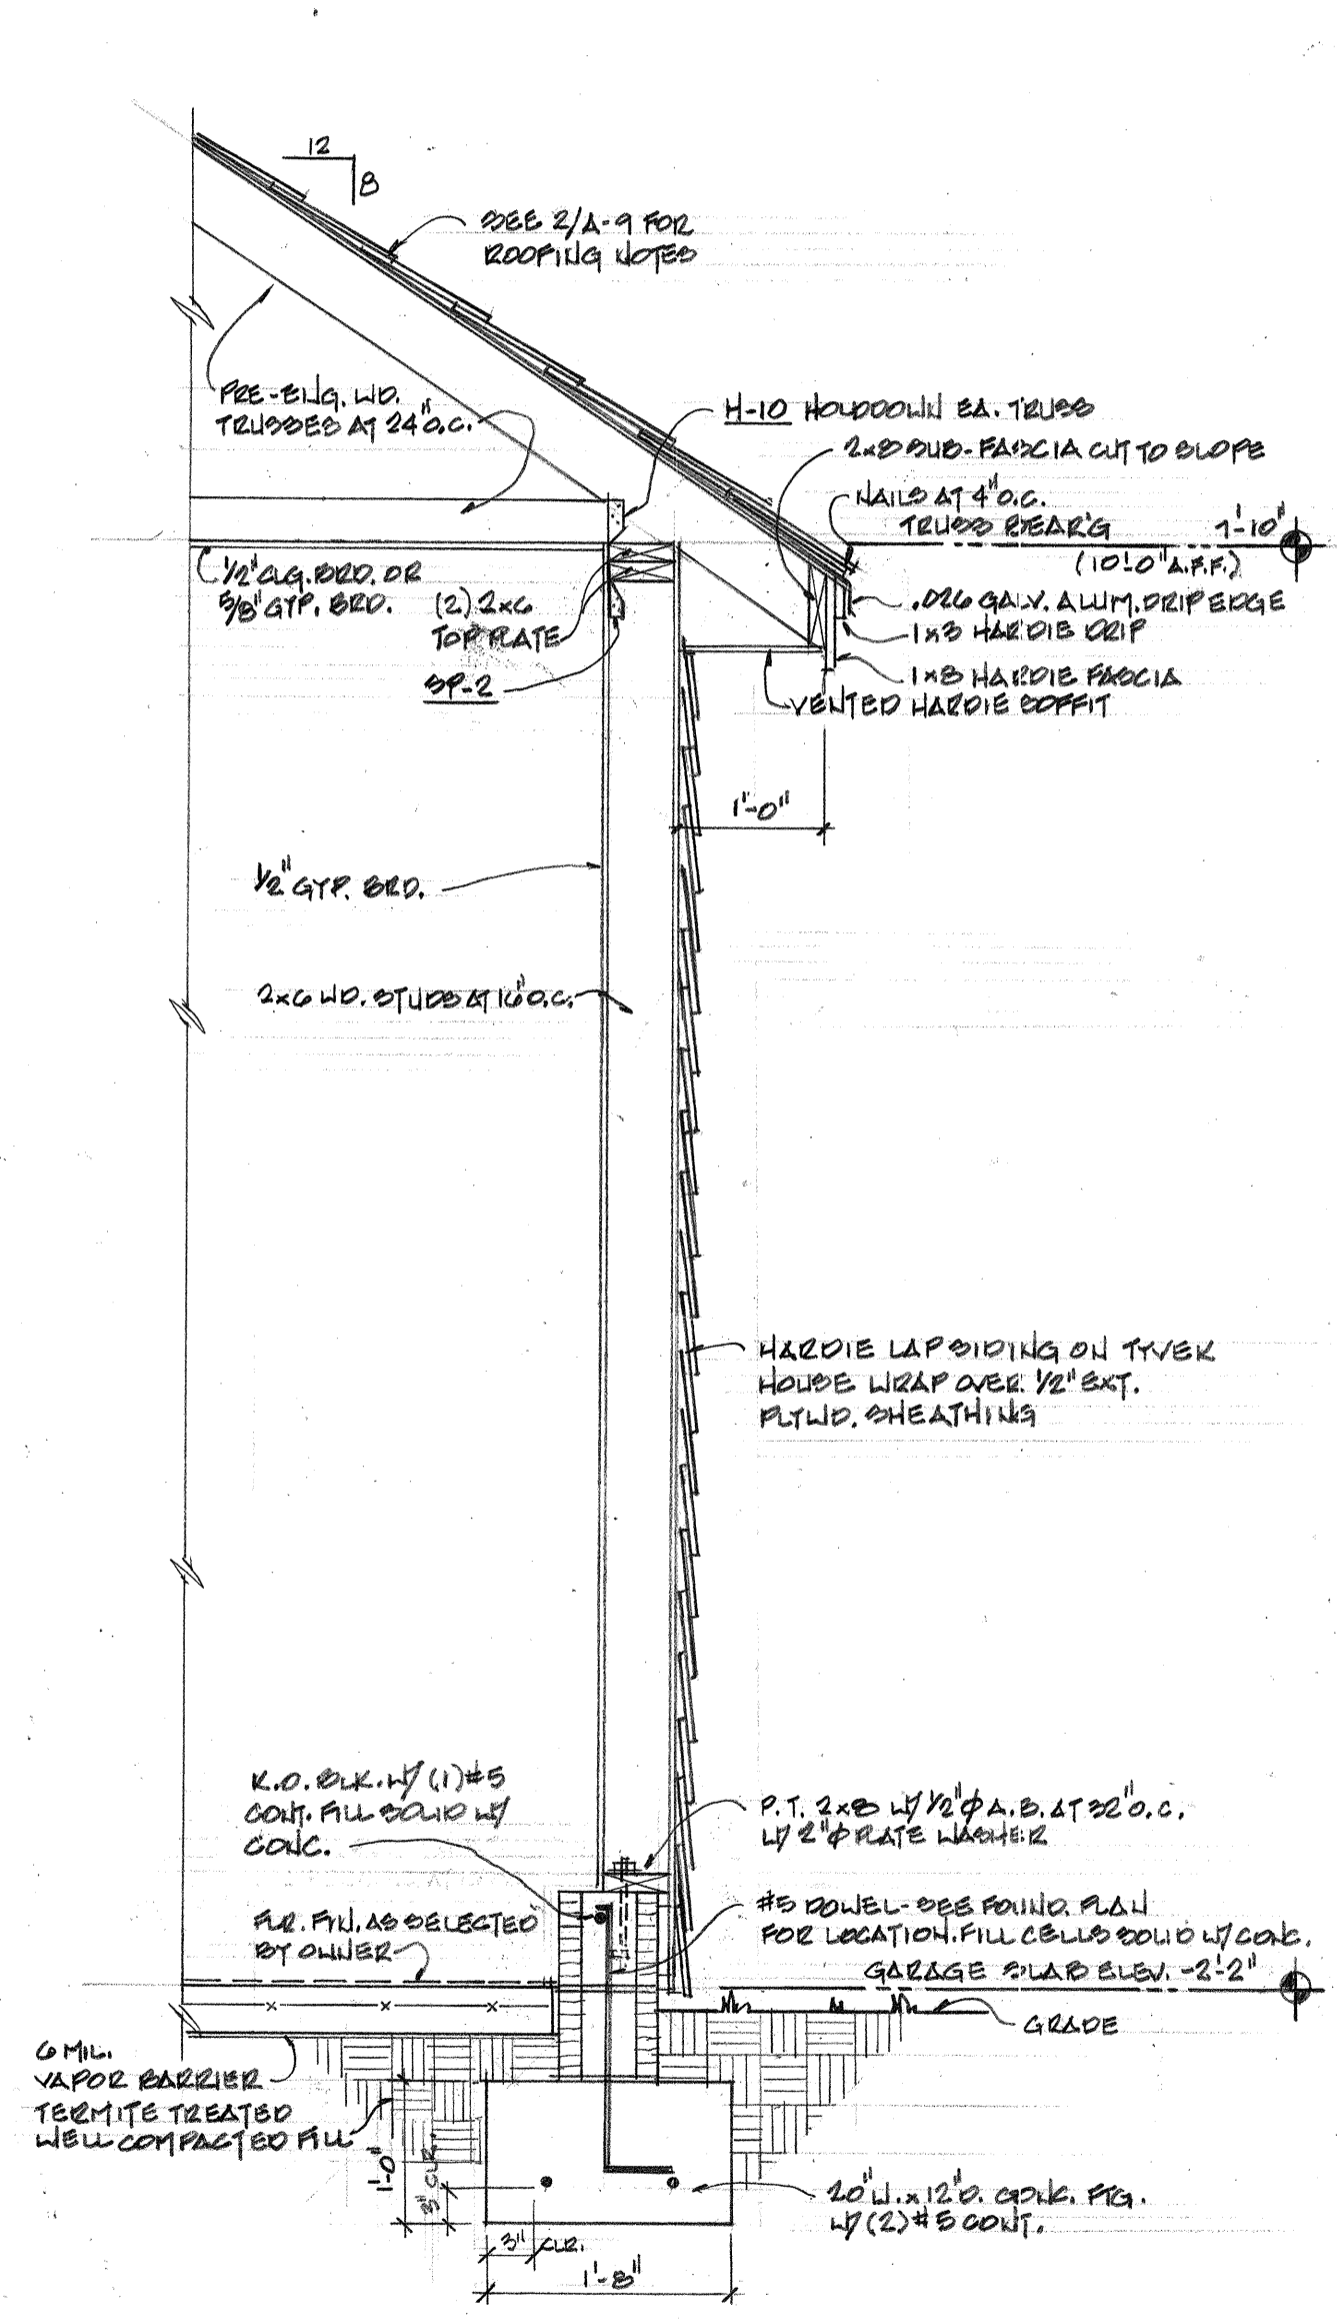 12
8
SEE 2/A-9 FOR
ROOFING NOTES
PRE-ENG. WD.
TRUSSES AT 24" O.C.
H-10 HOLDDOWN EA. TRUSS
2x8 SUB-FASCIA CUT TO SLOPE
NAILS AT 4" O.C.
TRUSS BEAR'G 7'-10"
(10'-0" A.F.F.)
1/2" CLG. BRD. OR
5/8" GYP. BRD.
(2) 2x6
TOP PLATE
SP-2
.026 GALV. ALUM. DRIP EDGE
1x3 HARDIE DRIP
1x8 HARDIE FASCIA
VENTED HARDIE SOFFIT
1'-0"
1/2" GYP. BRD.
2x6 WD. STUDS AT 16" O.C.
HARDIE LAP SIDING ON TYVEK
HOUSE WRAP OVER 1/2" EXT.
PLYWD. SHEATHING
K.O. BLK. W/ (1) #5
CONT. FILL SOLID W/
CONC.
P.T. 2x8 W/ 1/2" Φ A.B. AT 32" O.C.
W/ 2" Φ PLATE WASHER
FLR. FIN. AS SELECTED
BY OWNER
#5 DOWEL - SEE FOUND. PLAN
FOR LOCATION. FILL CELLS SOLID W/ CONC.
GARAGE SLAB ELEV. -2'-2"
GRADE
6 MIL.
VAPOR BARRIER
TERMITE TREATED
WELL COMPACTED FILL
1'-0"
3" CLR.
20" W. x 12" D. CONC. FTG.
W/ (2) #5 CONT.
3" CLR.
1'-8"